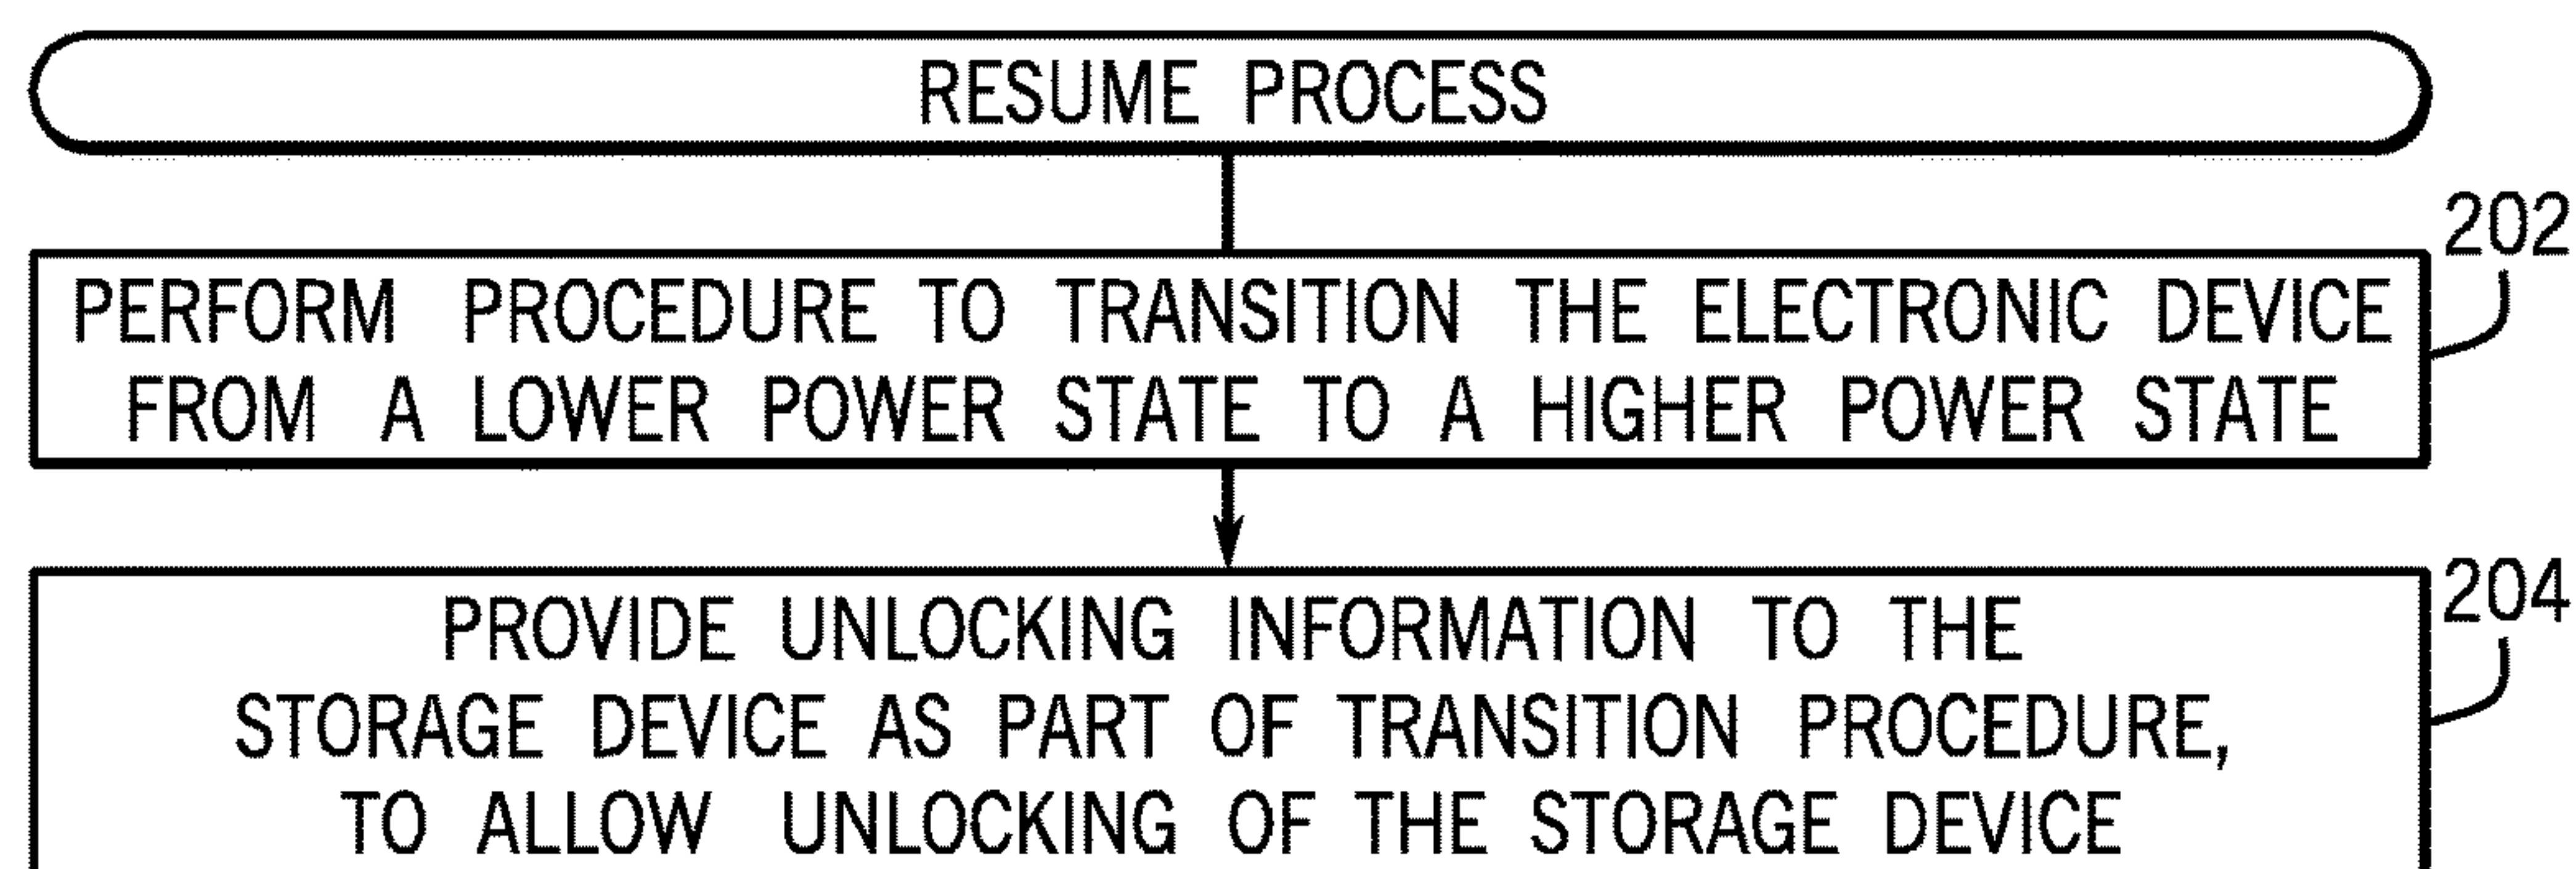 RESUME PROCESS
202
PERFORM PROCEDURE TO TRANSITION THE ELECTRONIC DEVICE
FROM A LOWER POWER STATE TO A HIGHER POWER STATE
204
PROVIDE UNLOCKING INFORMATION TO THE
STORAGE DEVICE AS PART OF TRANSITION PROCEDURE,
TO ALLOW UNLOCKING OF THE STORAGE DEVICE